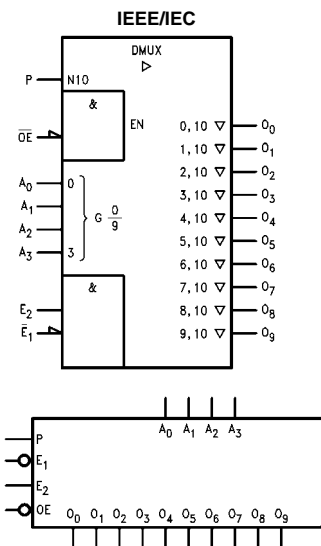 IEEE/IEC
DMUX
▷
P N10
&
EN
O̅E̅
0,10 ▽ O₀
1,10 ▽ O₁
A₀ 0 2,10 ▽ O₂
A₁ 3,10 ▽ O₃
G 0/9
A₂ 4,10 ▽ O₄
A₃ 3 5,10 ▽ O₅
6,10 ▽ O₆
& 7,10 ▽ O₇
E₂ 8,10 ▽ O₈
E̅₁ 9,10 ▽ O₉
A₀ A₁ A₂ A₃
P
E₁
E₂
OE
O₀ O₁ O₂ O₃ O₄ O₅ O₆ O₇ O₈ O₉